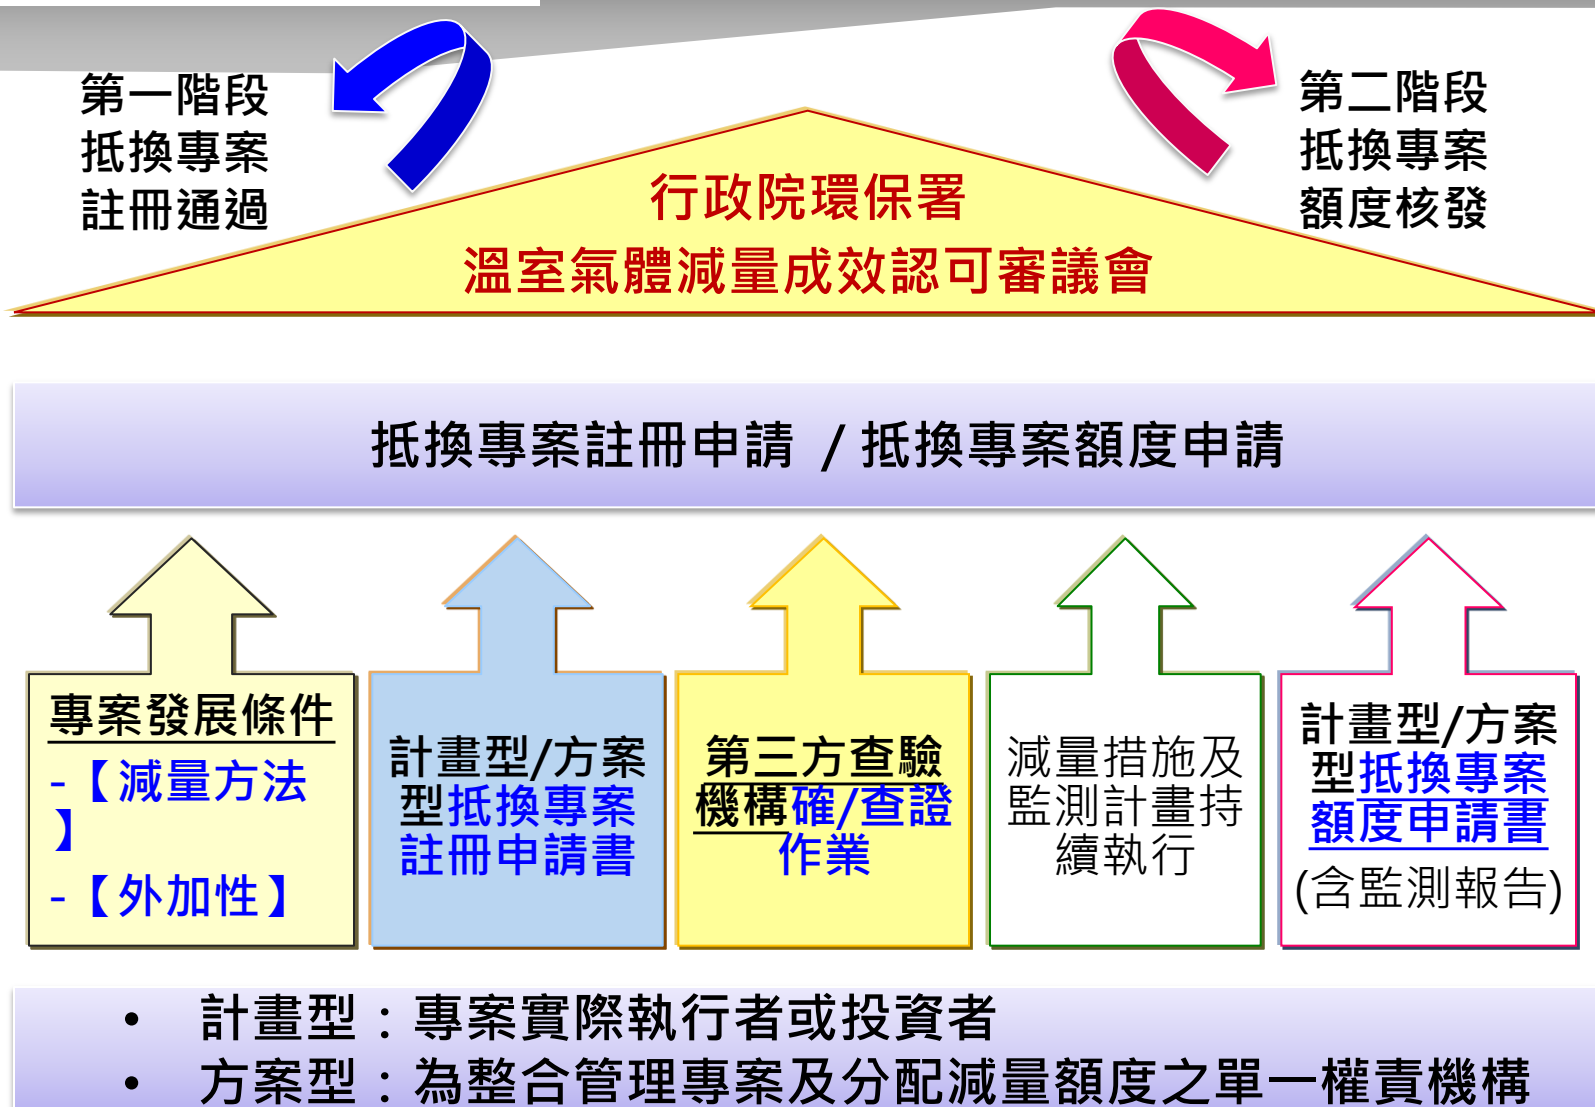 第一階段
抵換專案
註冊通過
第二階段
抵換專案
額度核發
行政院環保署
溫室氣體減量成效認可審議會
抵換專案註冊申請 / 抵換專案額度申請
專案發展條件
-【減量方法
】
-【外加性】
計畫型/方案
型抵換專案
註冊申請書
第三方查驗
機構確/查證
作業
減量措施及
監測計畫持
續執行
計畫型/方案
型抵換專案
額度申請書
(含監測報告)
• 計畫型：專案實際執行者或投資者
• 方案型：為整合管理專案及分配減量額度之單一權責機構